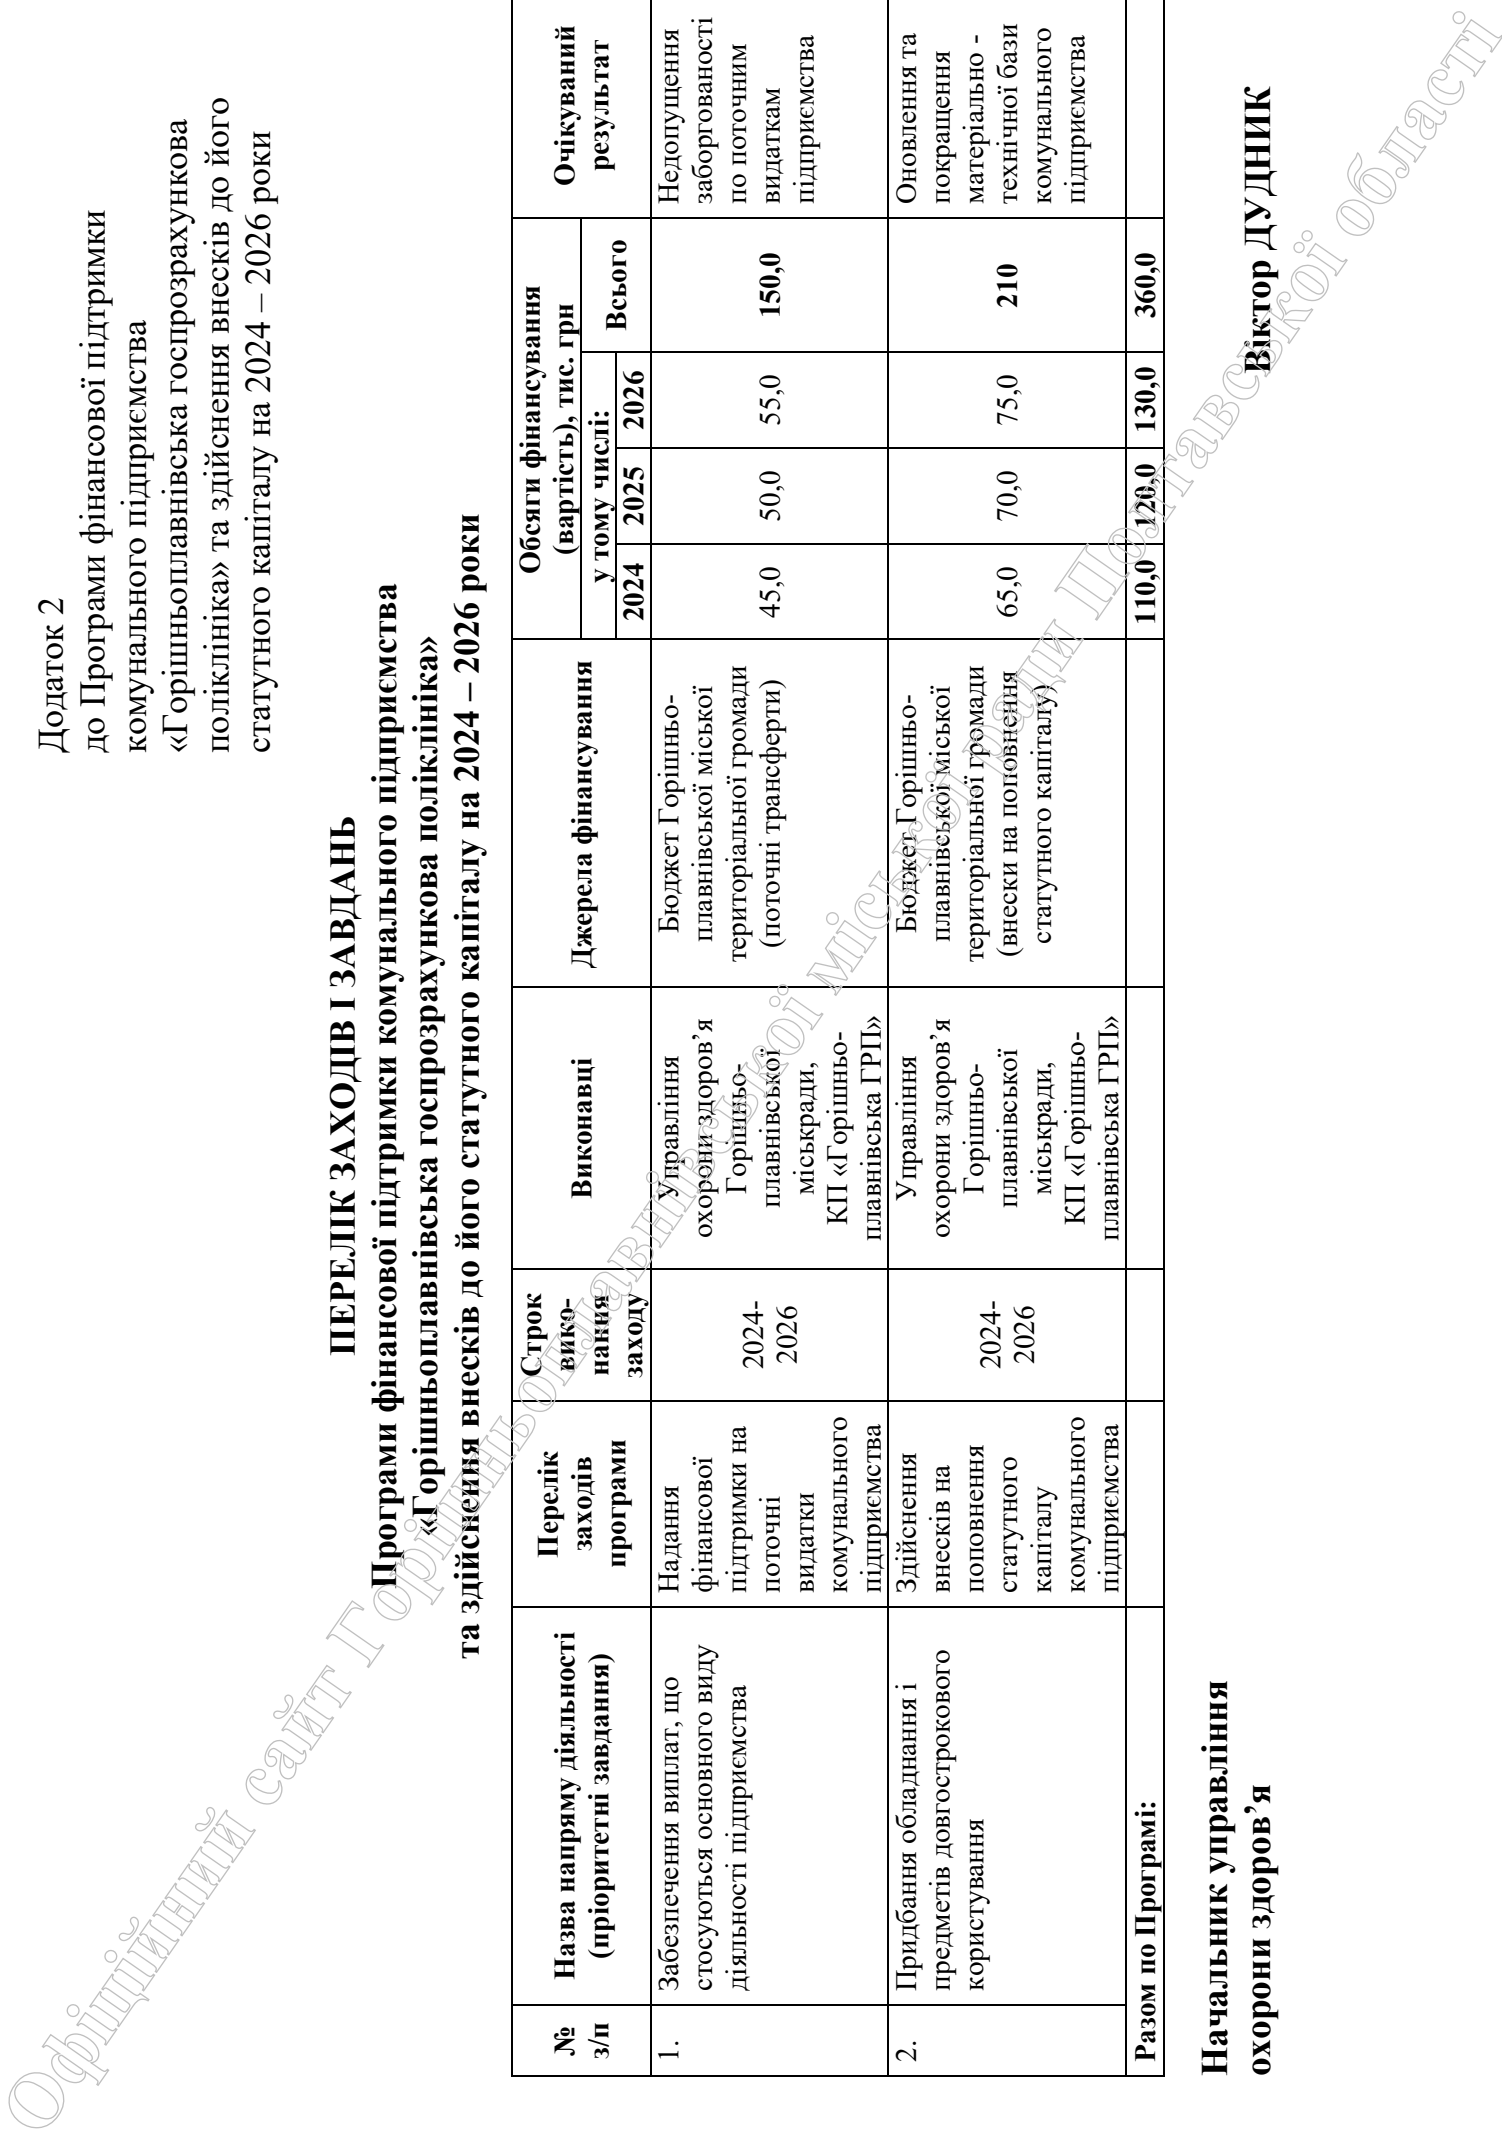 Додаток 2
до Програми фінансової підтримки
комунального підприємства
«Горішньоплавнівська госпрозрахункова
поліклініка» та здійснення внесків до його
статутного капіталу на 2024 – 2026 роки
ПЕРЕЛІК ЗАХОДІВ І ЗАВДАНЬ
Програми фінансової підтримки комунального підприємства
«Горішньоплавнівська госпрозрахункова поліклініка»
та здійснення внесків до його статутного капіталу на 2024 – 2026 роки
№
з/п
Назва напряму діяльності
(пріоритетні завдання)
Перелік
заходів
програми
Строк
вико-
нання
заходу
Виконавці
Джерела фінансування
Обсяги фінансування
(вартість), тис. грн
у тому числі:
2024 2025 2026
Всього
Очікуваний
результат
1.
Забезпечення виплат, що
стосуються основного виду
діяльності підприємства
Надання
фінансової
підтримки на
поточні
видатки
комунального
підприємства
2024-
2026
Управління
охорони здоров’я
Горішньо-
плавнівської
міськради,
КП «Горішньо-
плавнівська ГРП»
Бюджет Горішньо-
плавнівської міської
територіальної громади
(поточні трансферти)
45,0 50,0 55,0 150,0
Недопущення
заборгованості
по поточним
видаткам
підприємства
2.
Придбання обладнання і
предметів довгострокового
користування
Здійснення
внесків на
поповнення
статутного
капіталу
комунального
підприємства
2024-
2026
Управління
охорони здоров’я
Горішньо-
плавнівської
міськради,
КП «Горішньо-
плавнівська ГРП»
Бюджет Горішньо-
плавнівської міської
територіальної громади
(внески на поповнення
статутного капіталу)
65,0 70,0 75,0 210
Оновлення та
покращення
матеріально -
технічної бази
комунального
підприємства
Разом по Програмі: 110,0 120,0 130,0 360,0
Начальник управління
охорони здоров’я Віктор ДУДНИК
Офіційний сайт Горішньоплавнівської міської ради Полтавської області